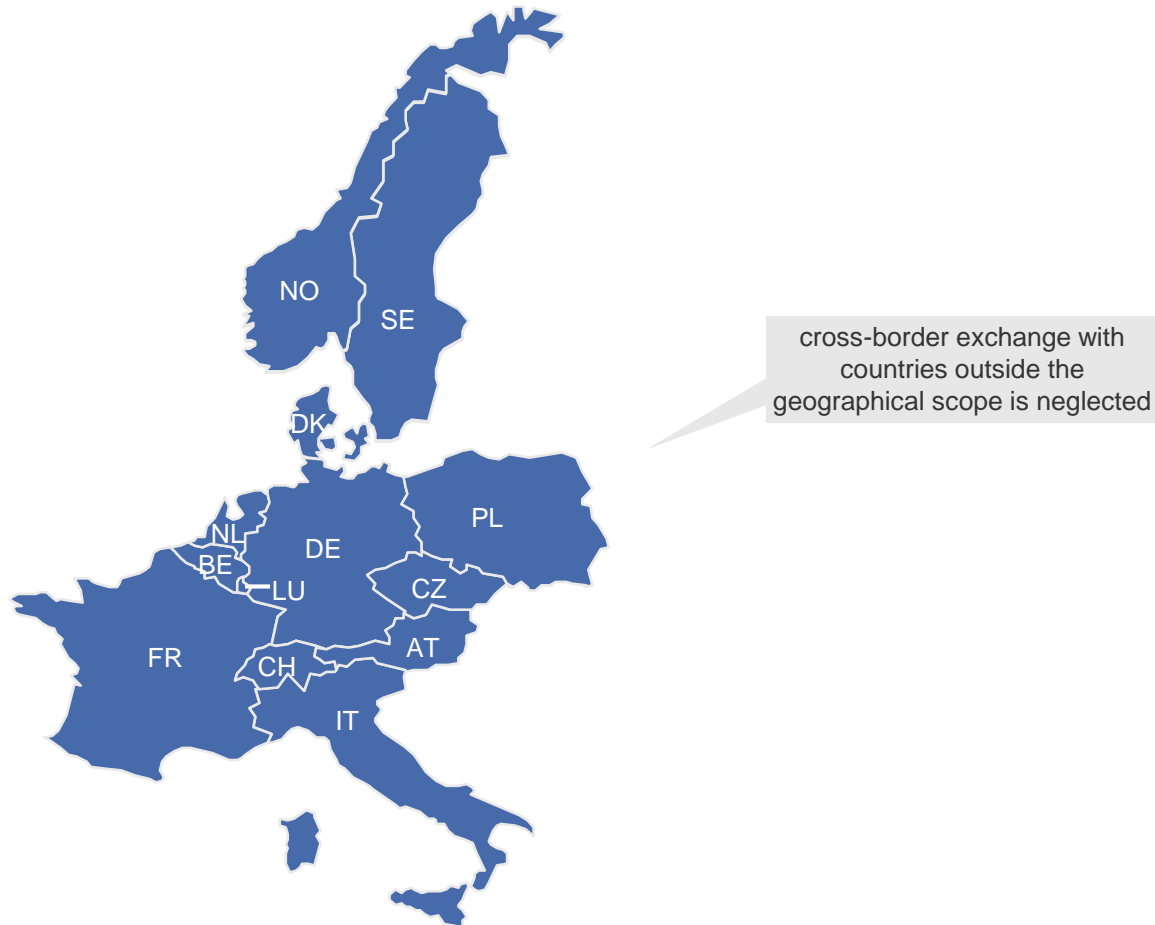 NO
SE
cross-border exchange with
countries outside the
geographical scope is neglected
DK
PL
NL
DE
BE
LU
CZ
AT
FR
CH
IT